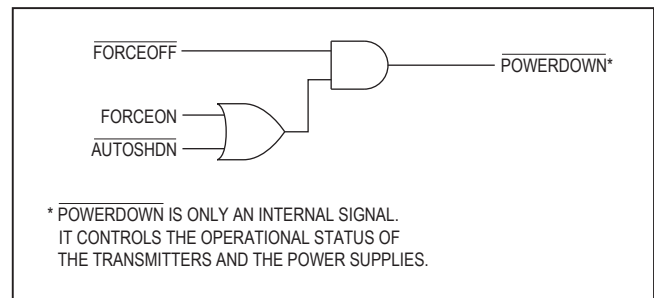 FORCEOFF
POWERDOWN*
FORCEON
AUTOSHDN
* POWERDOWN IS ONLY AN INTERNAL SIGNAL.
IT CONTROLS THE OPERATIONAL STATUS OF
THE TRANSMITTERS AND THE POWER SUPPLIES.